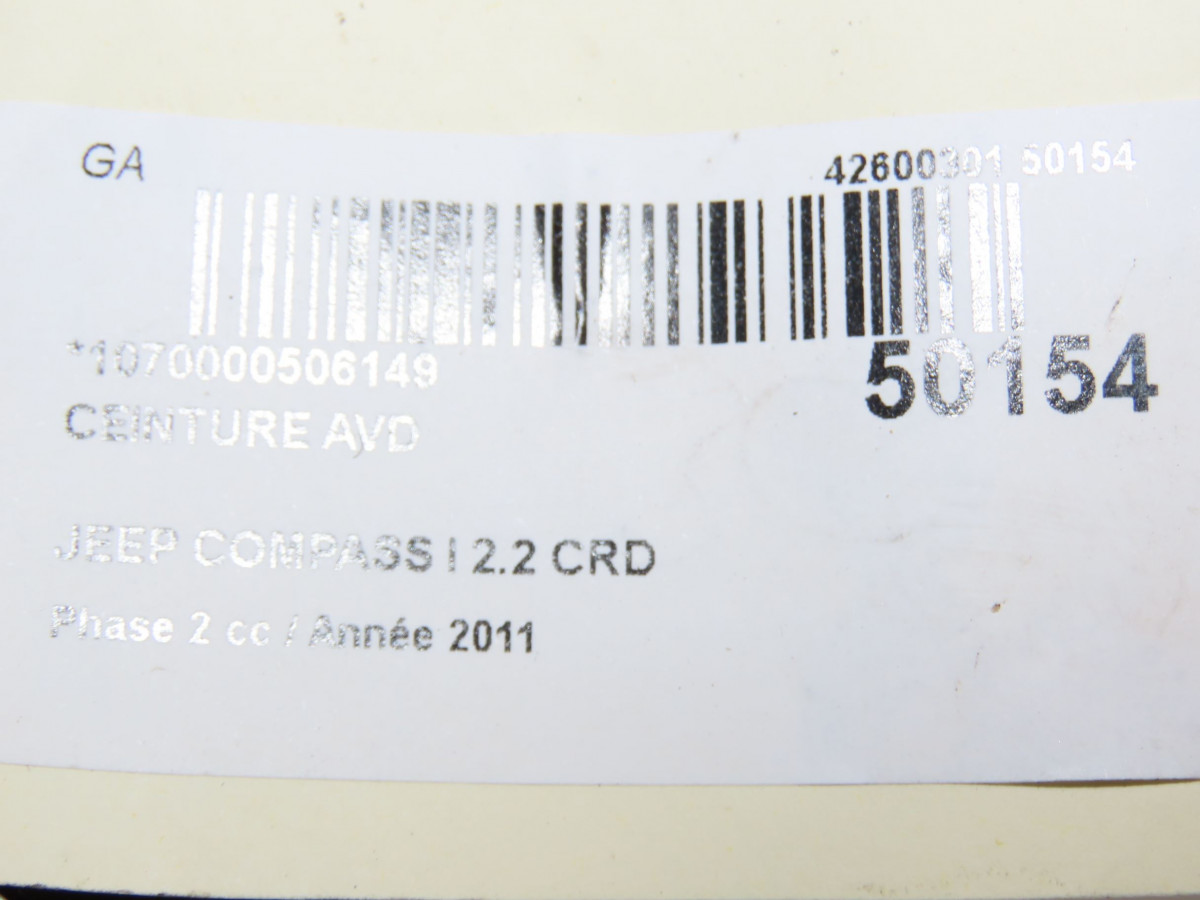 GA
42600301 50154
*1070000506149
50154
CEINTURE AVD
JEEP COMPASS I 2.2 CRD
Phase 2 cc / Année 2011